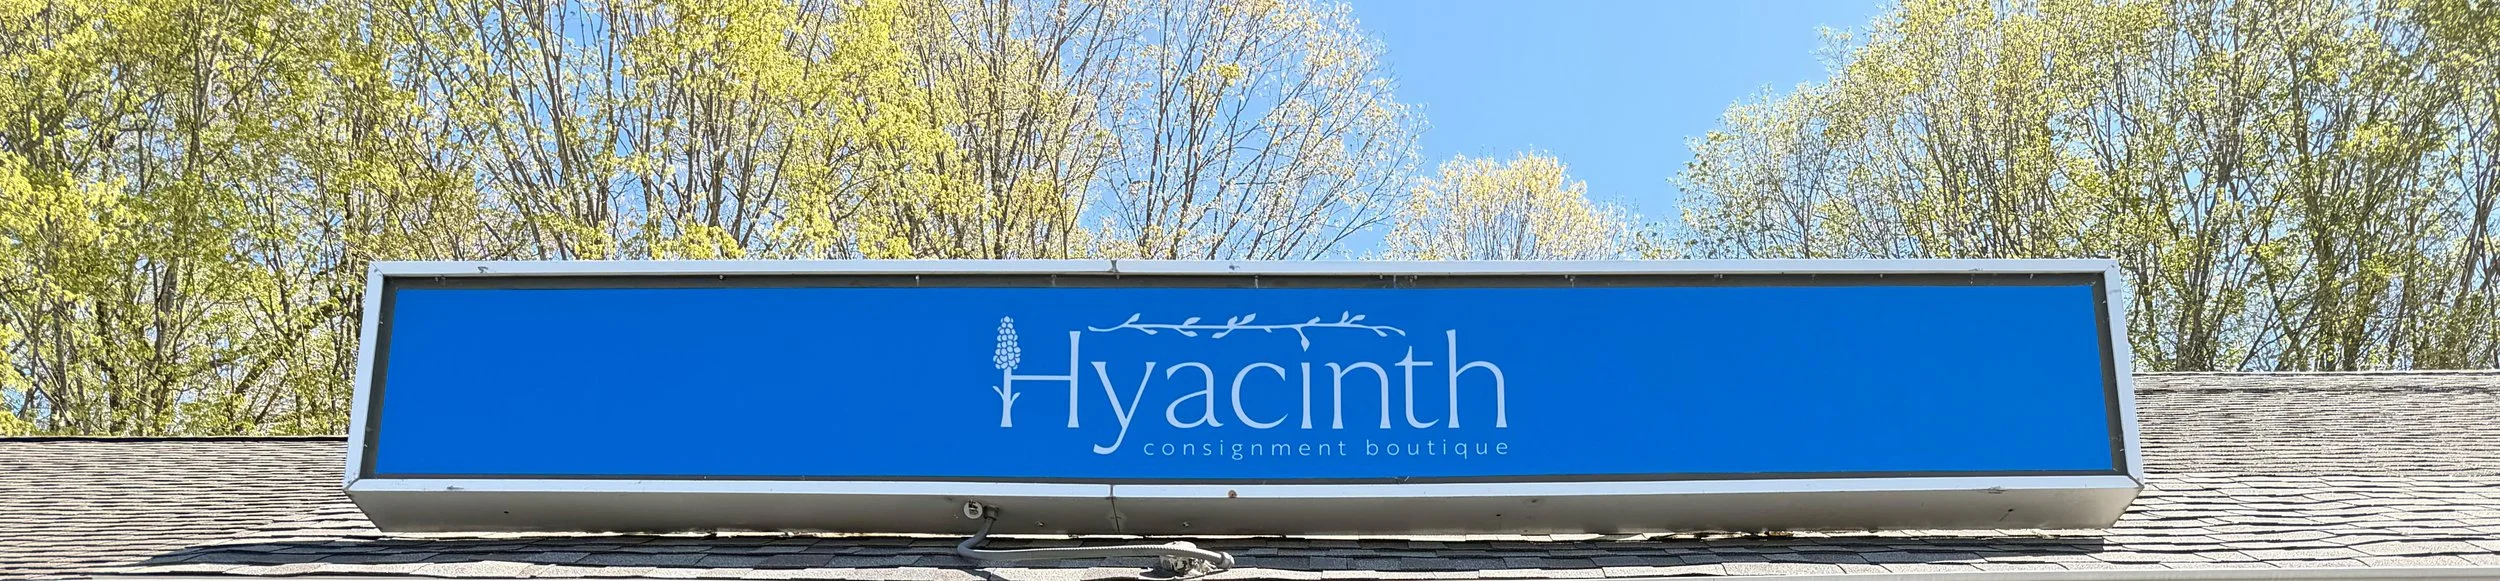 Hyacinth
consignment boutique